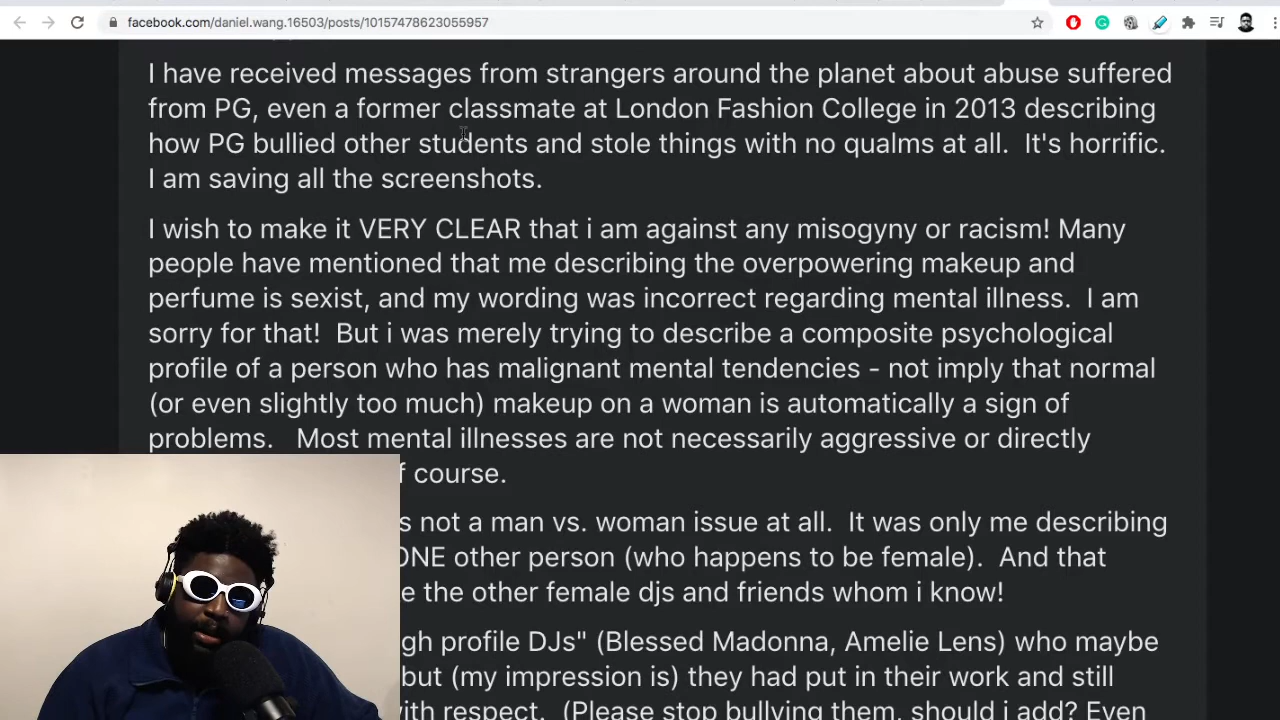 facebook.com/daniel.wang.16503/posts/10157478623055957
I have received messages from strangers around the planet about abuse suffered
from PG, even a former classmate at London Fashion College in 2013 describing
how PG bullied other students and stole things with no qualms at all.  It's horrific.
I am saving all the screenshots.
I wish to make it VERY CLEAR that i am against any misogyny or racism! Many
people have mentioned that me describing the overpowering makeup and
perfume is sexist, and my wording was incorrect regarding mental illness.  I am
sorry for that!  But i was merely trying to describe a composite psychological
profile of a person who has malignant mental tendencies - not imply that normal
(or even slightly too much) makeup on a woman is automatically a sign of
problems.   Most mental illnesses are not necessarily aggressive or directly
f course.
s not a man vs. woman issue at all.  It was only me describing
ONE other person (who happens to be female).  And that
e the other female djs and friends whom i know!
gh profile DJs" (Blessed Madonna, Amelie Lens) who maybe
but (my impression is) they had put in their work and still
with respect.  (Please stop bullying them, should i add? Even